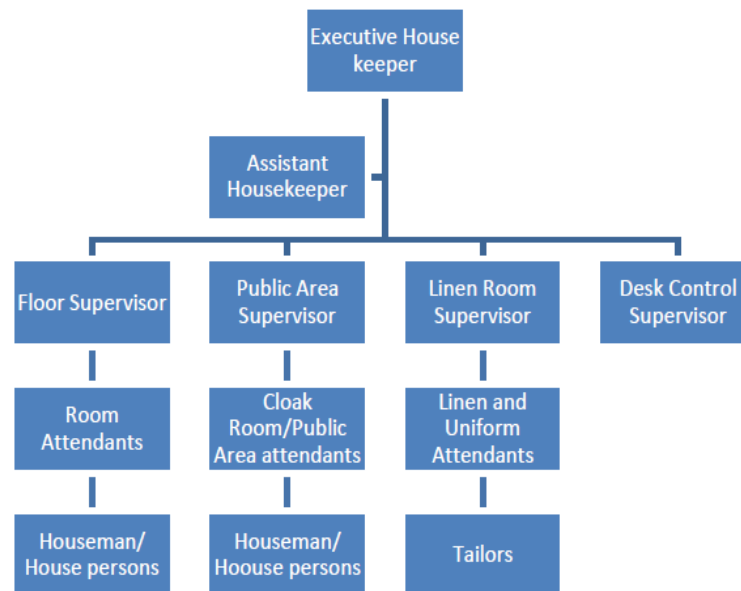 Executive House
keeper
Assistant
Housekeeper
Floor Supervisor
Public Area
Supervisor
Linen Room
Supervisor
Desk Control
Supervisor
Room
Attendants
Cloak
Room/Public
Area attendants
Linen and
Uniform
Attendants
Houseman/
House persons
Houseman/
Hoouse persons
Tailors